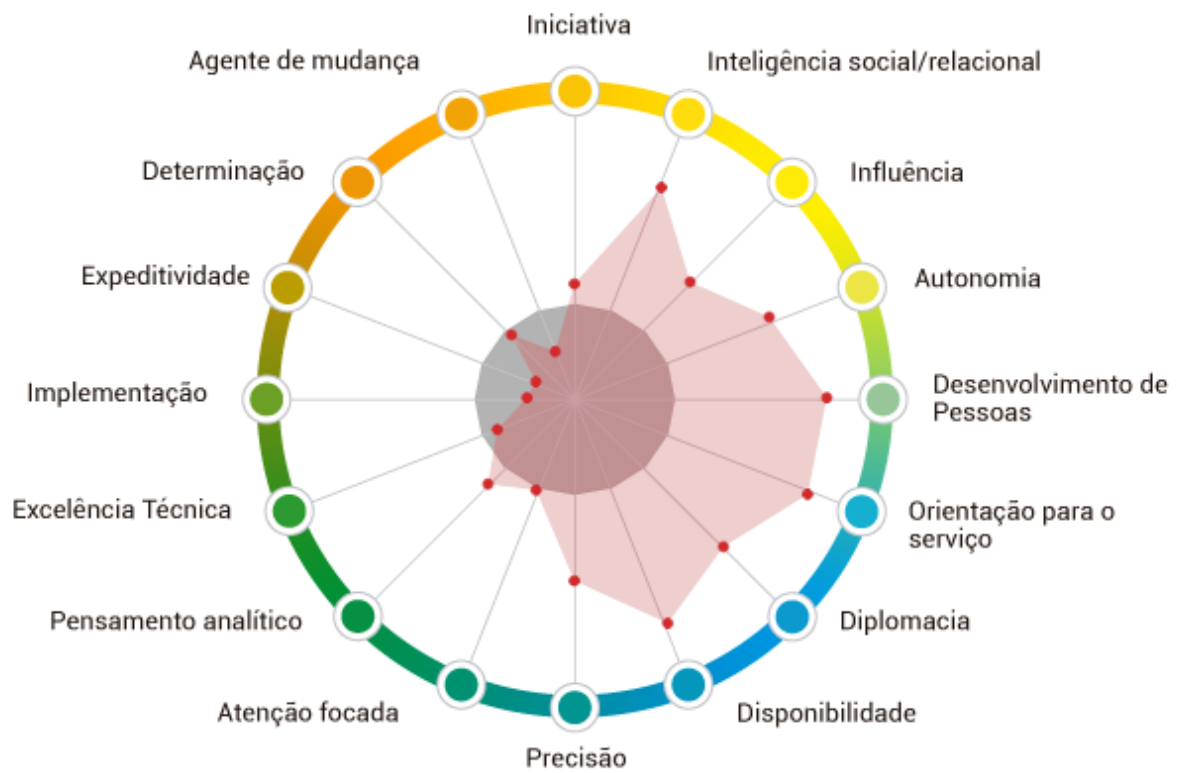 Iniciativa
Agente de mudança
Inteligência social/relacional
Determinação
Influência
Expeditividade
Autonomia
Implementação
Desenvolvimento de
Pessoas
Excelência Técnica
Orientação para o
serviço
Pensamento analítico
Diplomacia
Atenção focada
Disponibilidade
Precisão